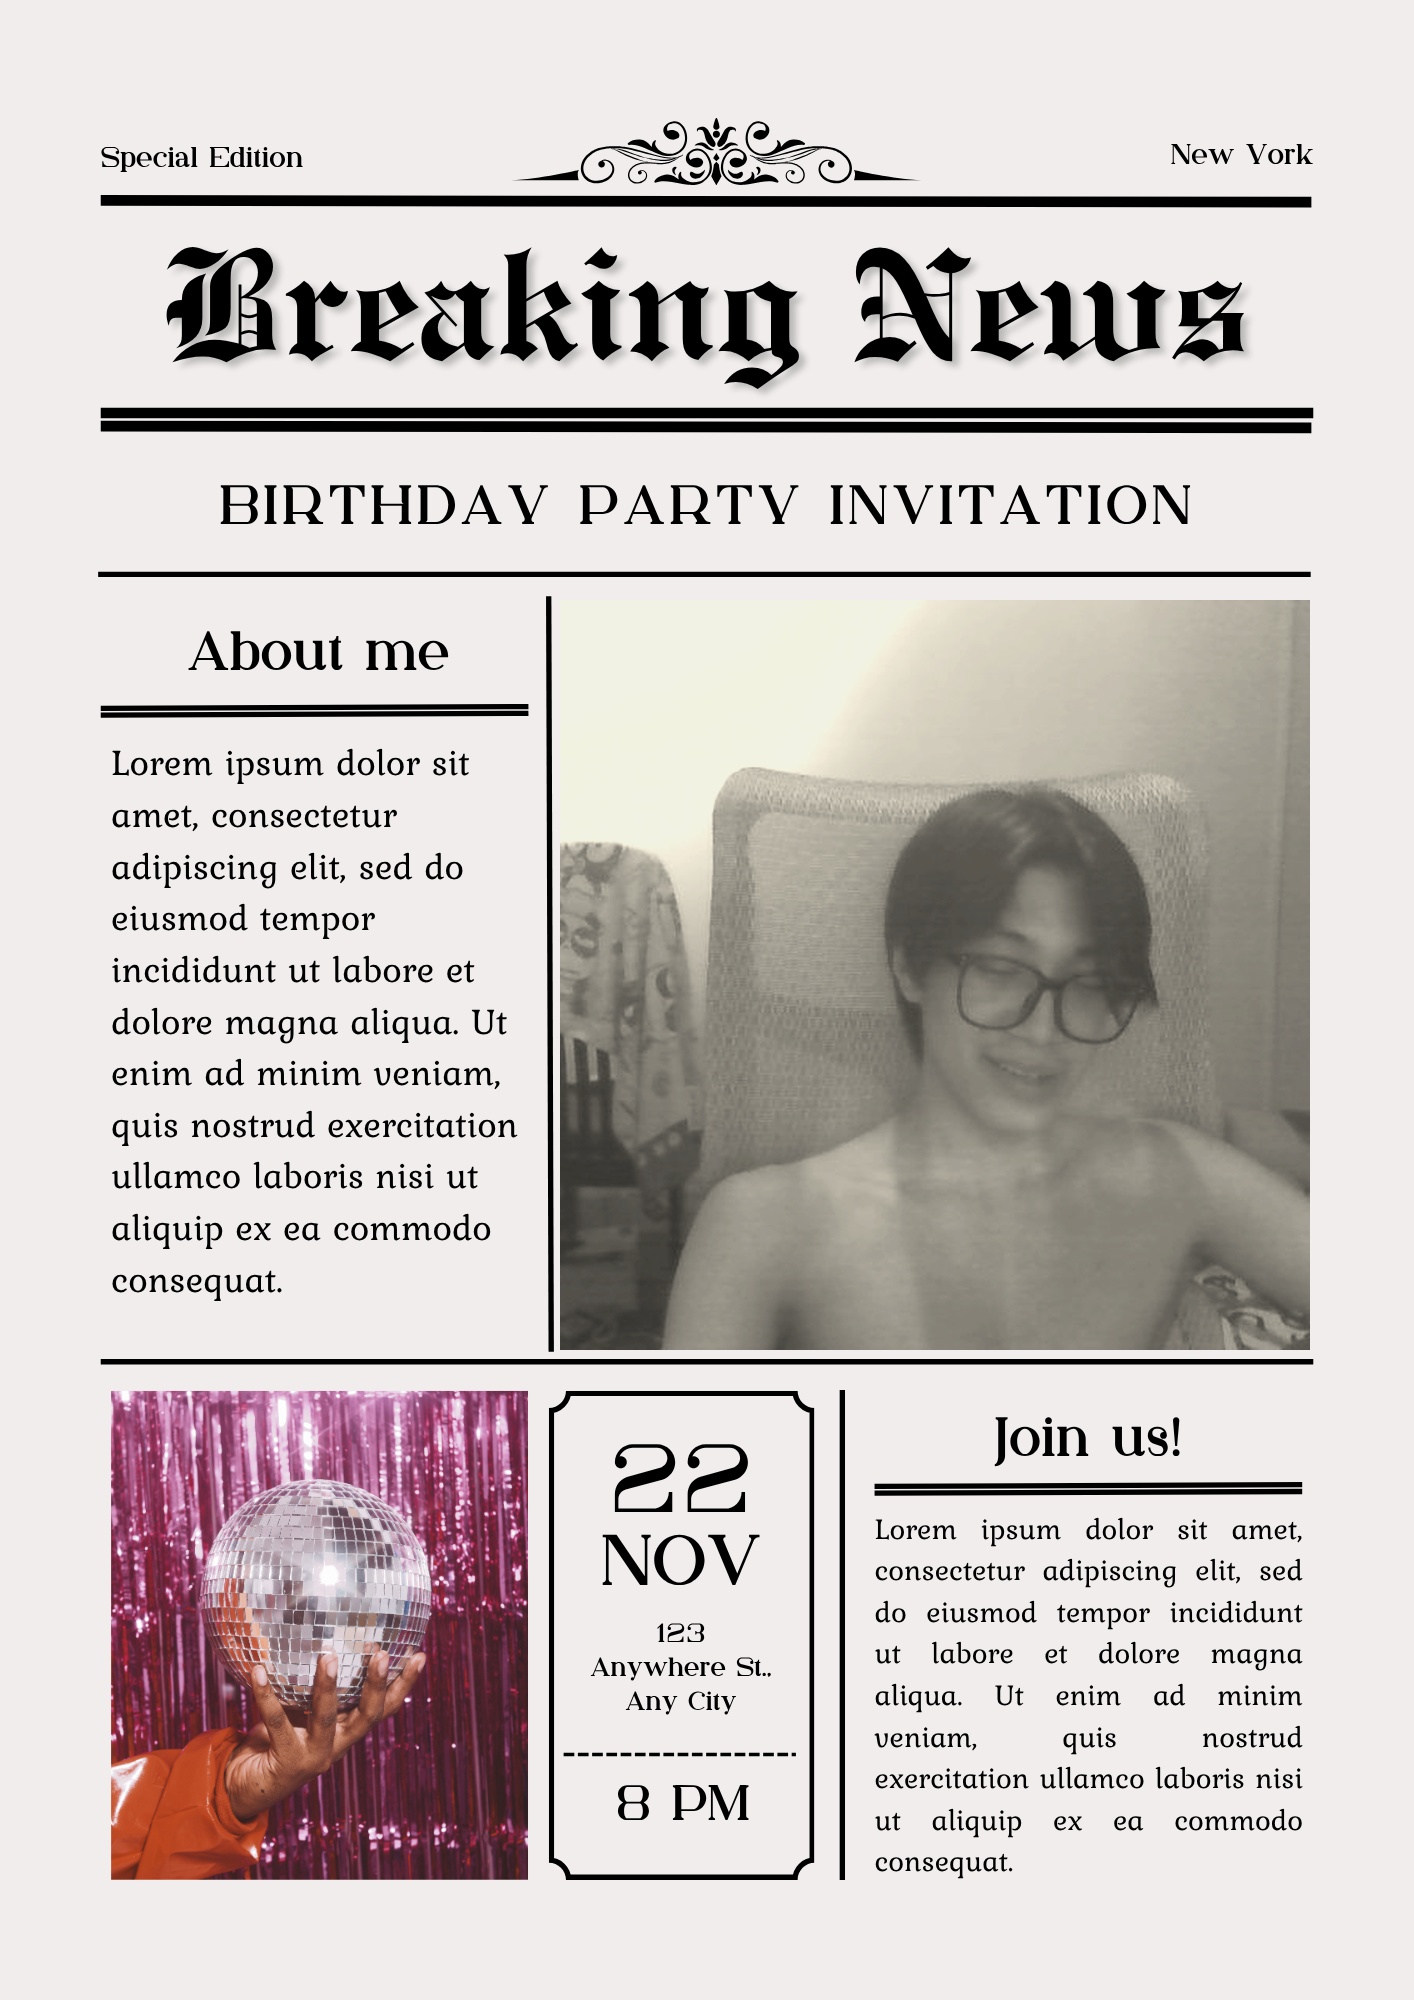 Special Edition
New York
Breaking News
BIRTHDAY PARTY INVITATION
About me
Lorem ipsum dolor sit
amet, consectetur
adipiscing elit, sed do
eiusmod tempor
incididunt ut labore et
dolore magna aliqua. Ut
enim ad minim veniam,
quis nostrud exercitation
ullamco laboris nisi ut
aliquip ex ea commodo
consequat.
22
NOV
123
Anywhere St..
Any City
8 PM
Join us!
Lorem ipsum dolor sit amet,
consectetur adipiscing elit, sed
do eiusmod tempor incididunt
ut labore et dolore magna
aliqua. Ut enim ad minim
veniam, quis nostrud
exercitation ullamco laboris nisi
ut aliquip ex ea commodo
consequat.